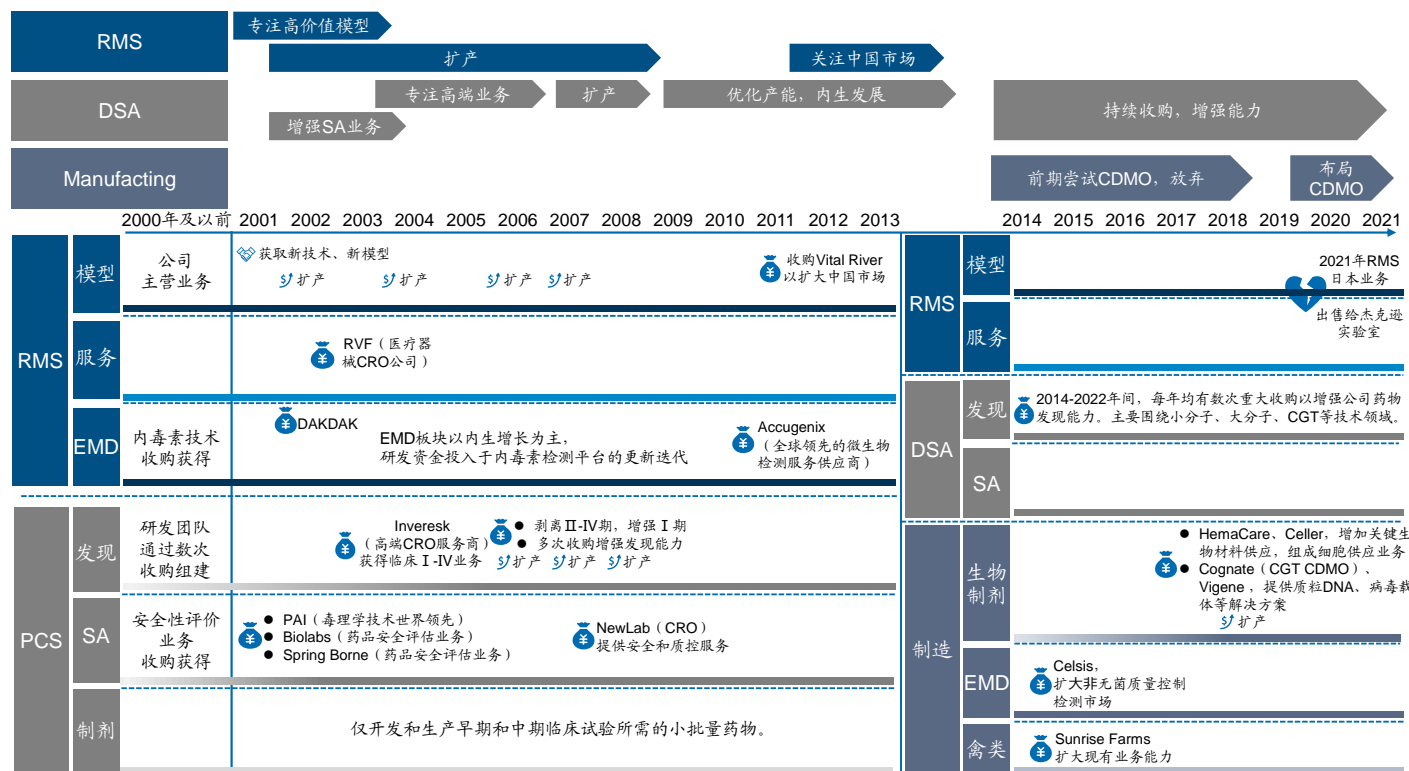 RMS
专注高价值模型
扩产
关注中国市场
DSA
专注高端业务
扩产
优化产能，内生发展
增强SA业务
持续收购，增强能力
Manufacting
前期尝试CDMO，放弃
布局
CDMO
2000年及以前 2001 2002 2003 2004 2005 2006 2007 2008 2009 2010 2011 2012 2013 2014 2015 2016 2017 2018 2019 2020 2021
RMS
模型
公司
主营业务
获取新技术、新模型
扩产
扩产
扩产
扩产
收购Vital River
以扩大中国市场
服务
RVF（医疗器
械CRO公司）
EMD
内毒素技术
收购获得
DAKDAK
EMD板块以内生增长为主，
研发资金投入于内毒素检测平台的更新迭代
Accugenix
（全球领先的微生物
检测服务供应商）
PCS
发现
研发团队
通过数次
收购组建
Inveresk
（高端CRO服务商）
获得临床Ⅰ-Ⅳ业务
● 剥离Ⅱ-Ⅳ期，增强Ⅰ期
● 多次收购增强发现能力
扩产
扩产
扩产
SA
安全性评价
业务
收购获得
● PAI（毒理学技术世界领先）
● Biolabs（药品安全评估业务）
● Spring Borne（药品安全评估业务）
NewLab（CRO）
提供安全和质控服务
制剂
仅开发和生产早期和中期临床试验所需的小批量药物。
RMS
模型
2021年RMS
日本业务
服务
出售给杰克逊
实验室
DSA
发现
2014-2022年间，每年均有数次重大收购以增强公司药物
发现能力。主要围绕小分子、大分子、CGT等技术领域。
SA
制造
生物
制剂
● HemaCare、Celler，增加关键生
物材料供应，组成细胞供应业务
● Cognate（CGT CDMO）、
Vigene，提供质粒DNA、病毒载
体等解决方案
扩产
EMD
Celsis，
扩大非无菌质量控制
检测市场
禽类
Sunrise Farms
扩大现有业务能力